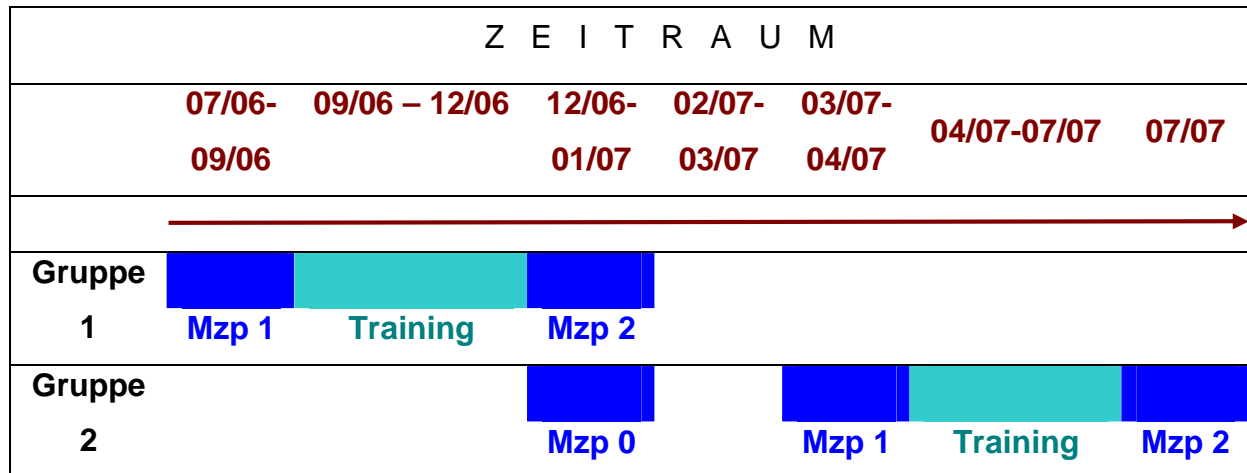 Z E I T R A U M
07/06- 09/06 – 12/06 12/06- 02/07- 03/07- 04/07-07/07 07/07
09/06 01/07 03/07 04/07
Gruppe
1 Mzp 1 Training Mzp 2
Gruppe
2 Mzp 0 Mzp 1 Training Mzp 2